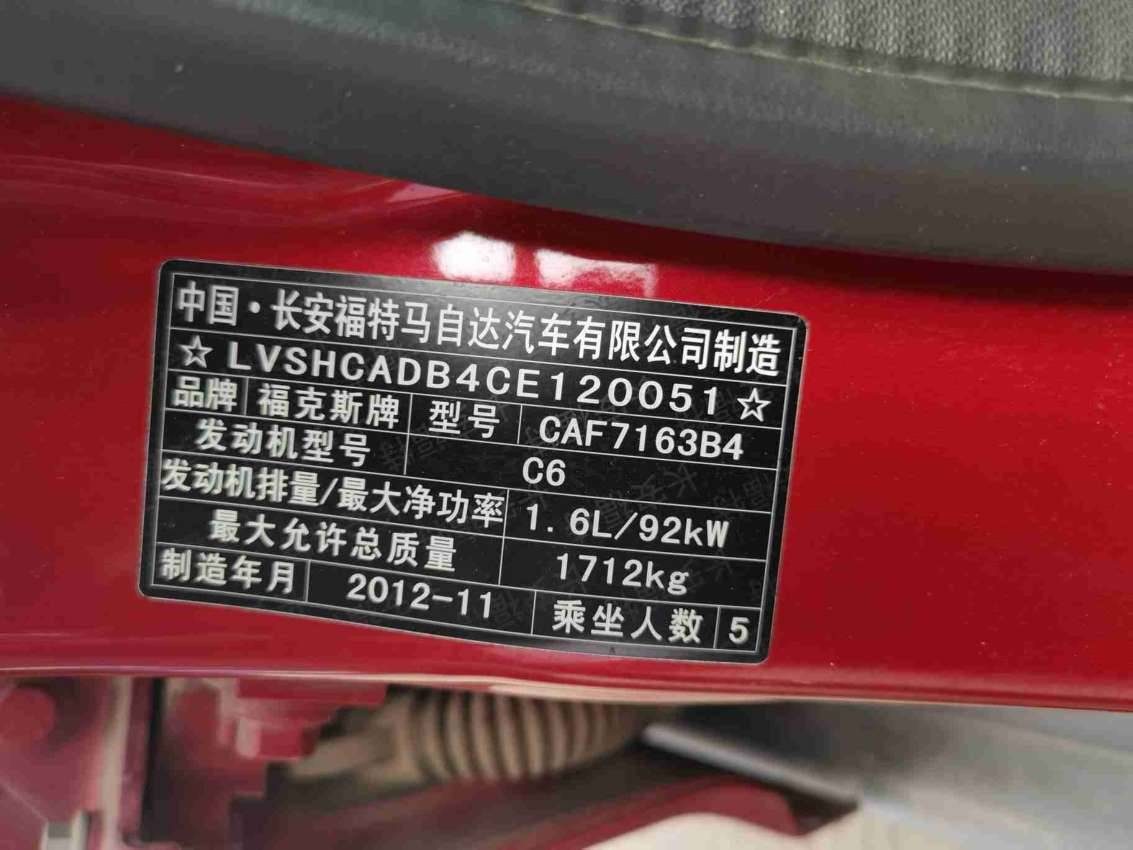 中国·长安福特马自达汽车有限公司制造
☆LVSHCADB4CE120051☆
品牌 福克斯牌 型号 CAF7163B4
发动机型号 C6
发动机排量/最大净功率 1.6L/92kW
最大允许总质量 1712kg
制造年月 2012-11 乘坐人数 5